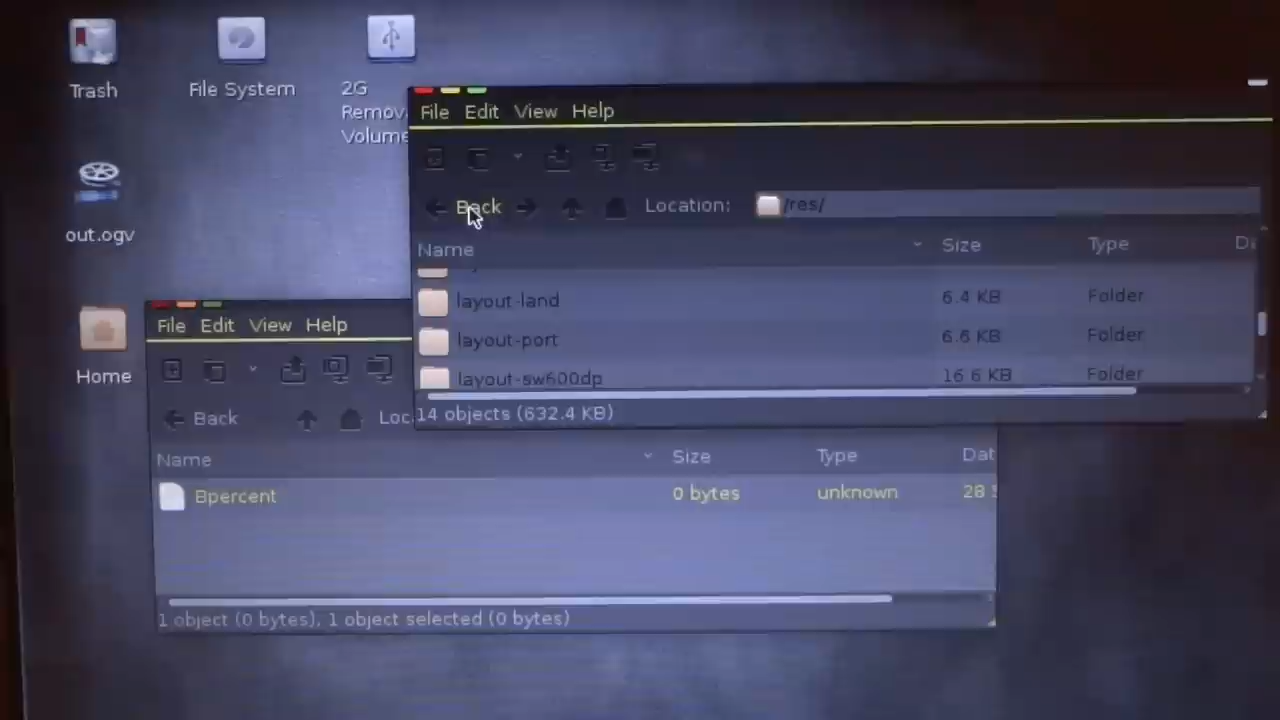 Trash
File System
2G
Remov
Volume
out.ogv
Home
File Edit View Help
Back Location: /res/
Name Size Type
layout-land 6.4 KB Folder
layout-port 6.6 KB Folder
layout-sw600dp 16.6 KB Folder
14 objects (632.4 KB)
File Edit View Help
Back Loc
Name Size Type Dat
Bpercent 0 bytes unknown 28
1 object (0 bytes), 1 object selected (0 bytes)